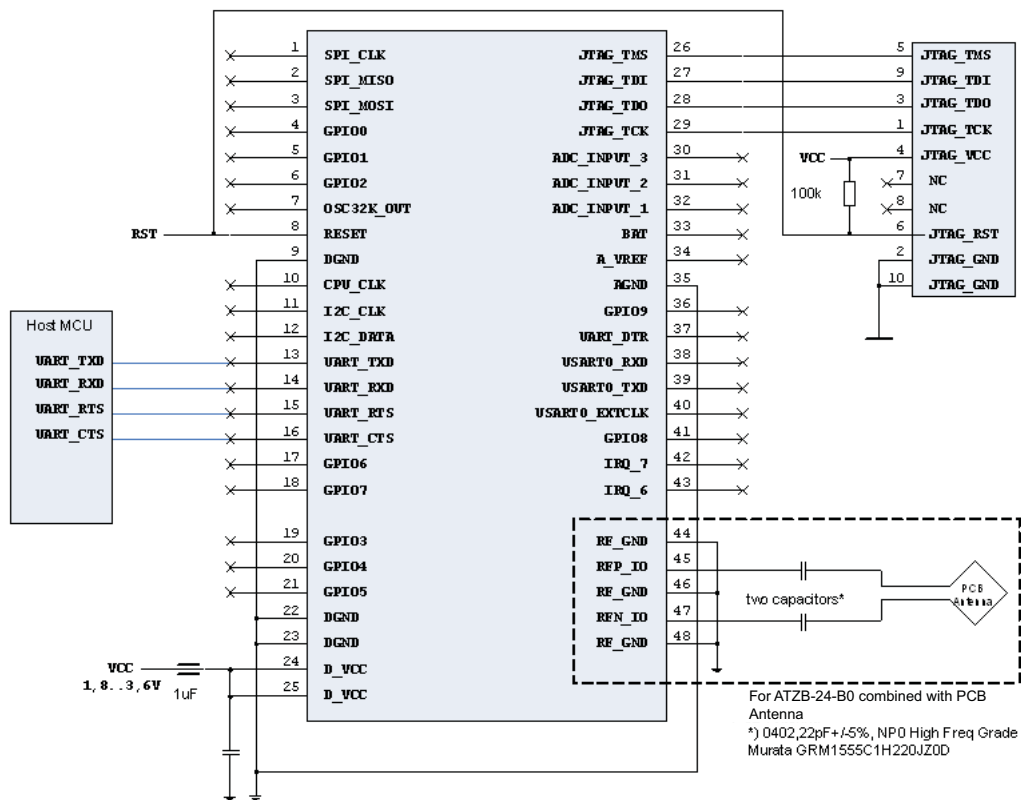 1 SPI_CLK
2 SPI_MISO
3 SPI_MOSI
4 GPIO0
5 GPIO1
6 GPIO2
7 OSC32K_OUT
RST 8 RESET
9 DGND
10 CPU_CLK
11 I2C_CLK
12 I2C_DATA
13 UART_TXD
14 UART_RXD
15 UART_RTS
16 UART_CTS
17 GPIO6
18 GPIO7
19 GPIO3
20 GPIO4
21 GPIO5
22 DGND
23 DGND
24 D_VCC
25 D_VCC
Host MCU
UART_TXD
UART_RXD
UART_RTS
UART_CTS
VCC
1,8..3,6V
1uF
JTAG_TMS 26
JTAG_TDI 27
JTAG_TDO 28
JTAG_TCK 29
ADC_INPUT_3 30
ADC_INPUT_2 31
ADC_INPUT_1 32
BAT 33
A_VREF 34
AGND 35
GPIO9 36
UART_DTR 37
USART0_RXD 38
USART0_TXD 39
USART0_EXTCLK 40
GPIO8 41
IRQ_7 42
IRQ_6 43
RF_GND 44
RFP_IO 45
RF_GND 46
RFN_IO 47
RF_GND 48
5 JTAG_TMS
9 JTAG_TDI
3 JTAG_TDO
1 JTAG_TCK
VCC 4 JTAG_VCC
7 NC
100k
8 NC
6 JTAG_RST
2 JTAG_GND
10 JTAG_GND
two capacitors*
PCB
Antenna
For ATZB-24-B0 combined with PCB
Antenna
*) 0402,22pF+/-5%, NP0 High Freq Grade
Murata GRM1555C1H220JZ0D